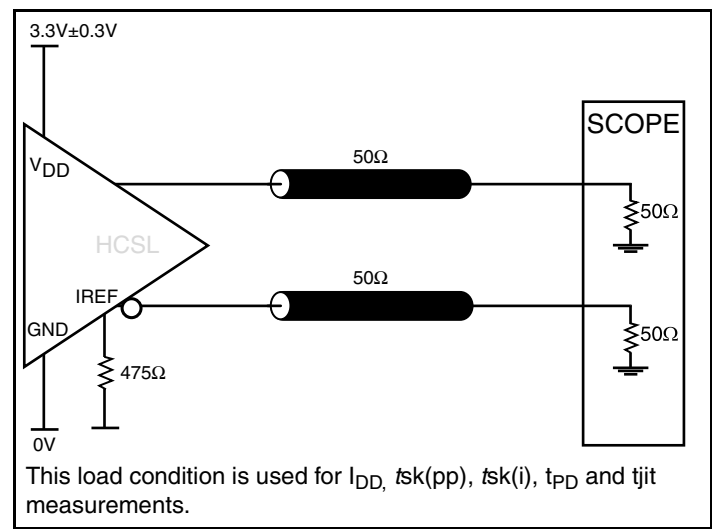 3.3V±0.3V
SCOPE
VDD
50Ω
50Ω
HCSL
IREF
50Ω
50Ω
GND
475Ω
0V
This load condition is used for IDD, tsk(pp), tsk(i), tPD and tjit
measurements.